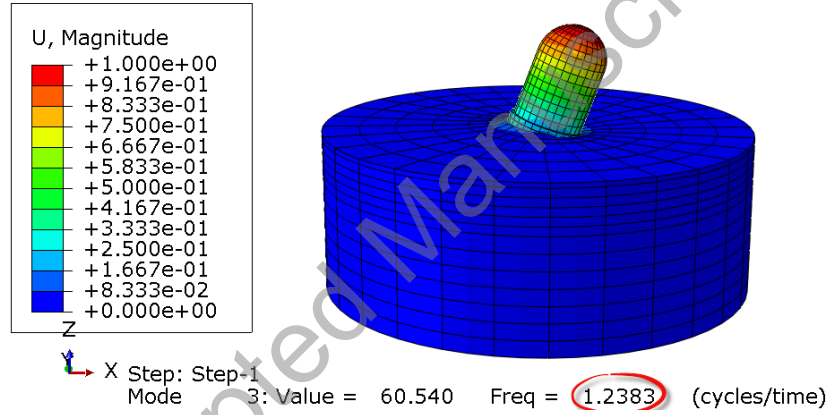 U, Magnitude
+1.000e+00
+9.167e-01
+8.333e-01
+7.500e-01
+6.667e-01
+5.833e-01
+5.000e-01
+4.167e-01
+3.333e-01
+2.500e-01
+1.667e-01
+8.333e-02
+0.000e+00
Z
Y
X
Step: Step-1
Mode 3: Value = 60.540 Freq = 1.2383 (cycles/time)